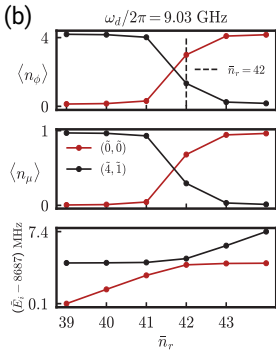 (b)
ω_d/2π = 9.03 GHz
⟨n_ϕ⟩
4
0
n̄_r = 42
⟨n_μ⟩
1
0
(0̃, 0̃)
(4̃, 1̃)
(Ẽ_i − 8687) MHz
7.4
0.1
39 40 41 42 43
n̄_r